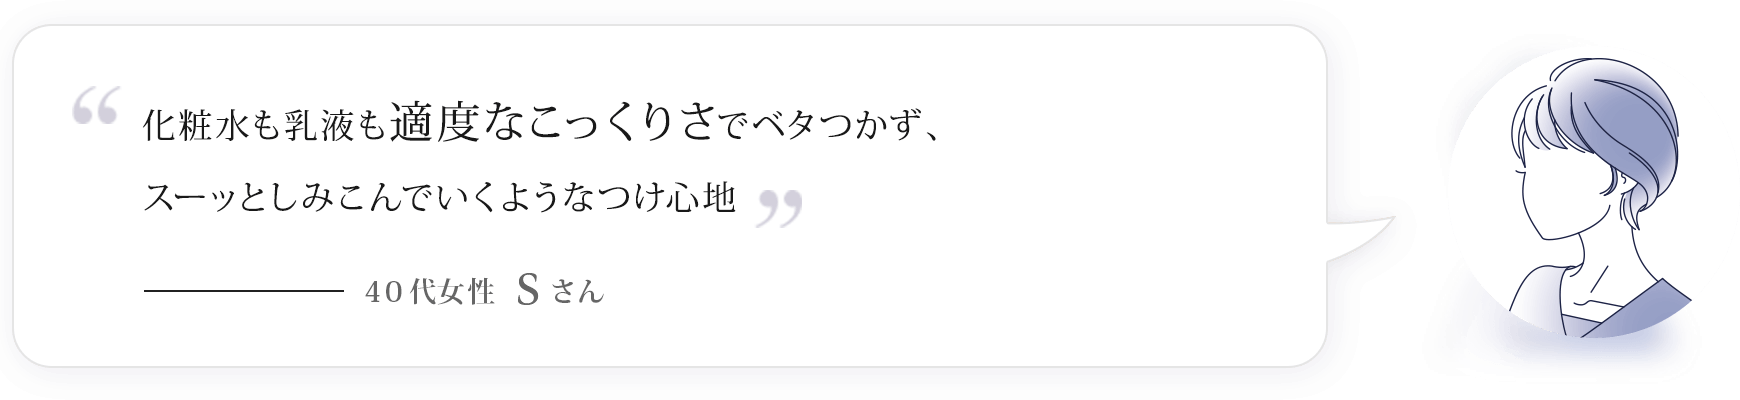 “化粧水も乳液も適度なこっくりさでベタつかず、
スーッとしみこんでいくようなつけ心地”
40代女性 Sさん